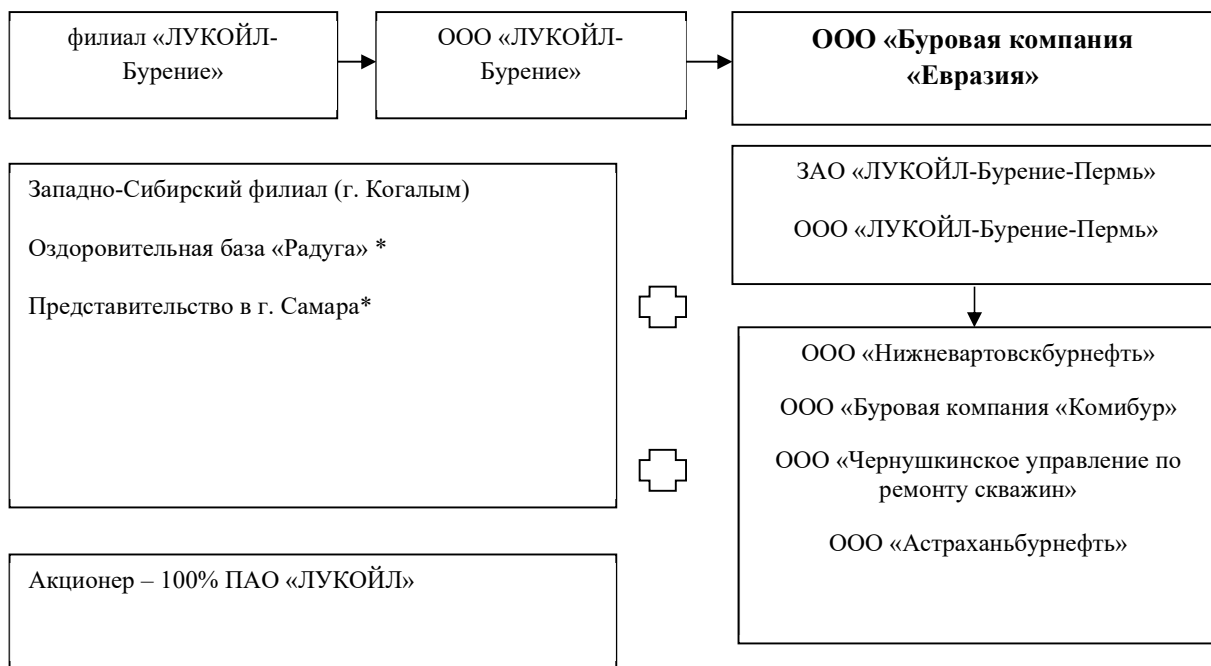 филиал «ЛУКОЙЛ-
Бурение»
ООО «ЛУКОЙЛ-
Бурение»
ООО «Буровая компания
«Евразия»
Западно-Сибирский филиал (г. Когалым)
Оздоровительная база «Радуга» *
Представительство в г. Самара*
ЗАО «ЛУКОЙЛ-Бурение-Пермь»
ООО «ЛУКОЙЛ-Бурение-Пермь»
ООО «Нижневартовскбурнефть»
ООО «Буровая компания «Комибур»
ООО «Чернушкинское управление по
ремонту скважин»
ООО «Астраханьбурнефть»
Акционер – 100% ПАО «ЛУКОЙЛ»